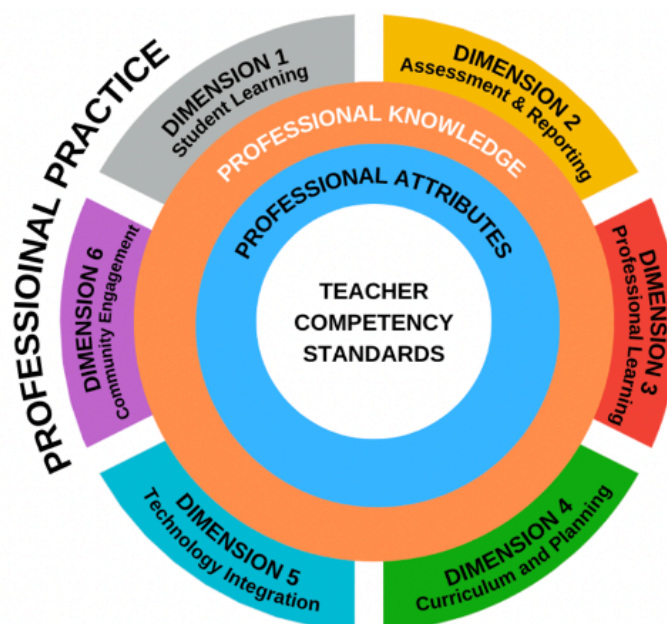 PROFESSIOINAL PRACTICE
DIMENSION 1
Student Learning
DIMENSION 2
Assessment & Reporting
DIMENSION 3
Professional Learning
DIMENSION 4
Curriculum and Planning
DIMENSION 5
Technology Integration
DIMENSION 6
Community Engagement
PROFESSIONAL KNOWLEDGE
PROFESSIONAL ATTRIBUTES
TEACHER
COMPETENCY
STANDARDS